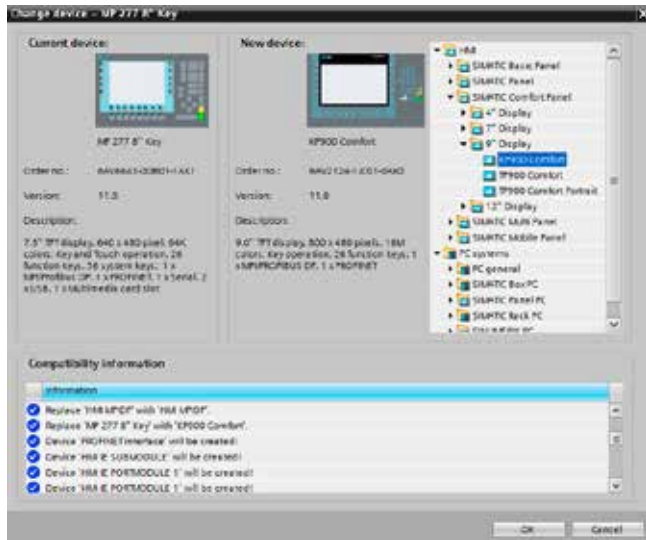 Change device - MP 277 8" Key
Current device:
MP 277 8" Key
Order no.:
Version: 11.0
Description:
7.5" TFT display, 640 x 480 pixel, 64K
colors, Key and Touch operation, 26
function keys, 36 system keys, 1 x
MPI/PROFIBUS DP, 1 x PROFINET, 1 x Serial, 2
x USB, 1 x Multimedia card slot
New device:
KP900 Comfort
Order no.:
Version: 11.0
Description:
9.0" TFT display, 800 x 480 pixel, 16M
colors, Key operation, 26 function keys, 1
x MPI/PROFIBUS DP, 1 x PROFINET
HMI
SIMATIC Basic Panel
SIMATIC Panel
SIMATIC Comfort Panel
4" Display
7" Display
9" Display
KP900 Comfort
TP900 Comfort
TP900 Comfort Portrait
12" Display
SIMATIC Multi Panel
SIMATIC Mobile Panel
PC systems
PC general
SIMATIC Box PC
SIMATIC Panel PC
SIMATIC Rack PC
Compatibility information
Information
Replace 'HMI MPIDP' with 'HMI MPIDP'.
Replace 'MP 277 8" Key' with 'KP900 Comfort'.
Device 'PROFINET Interface' will be created!
Device 'HMI IE SUBMODULE' will be created!
Device 'HMI IE PORTMODULE 1' will be created!
Device 'HMI IE PORTMODULE 1' will be created!
OK
Cancel